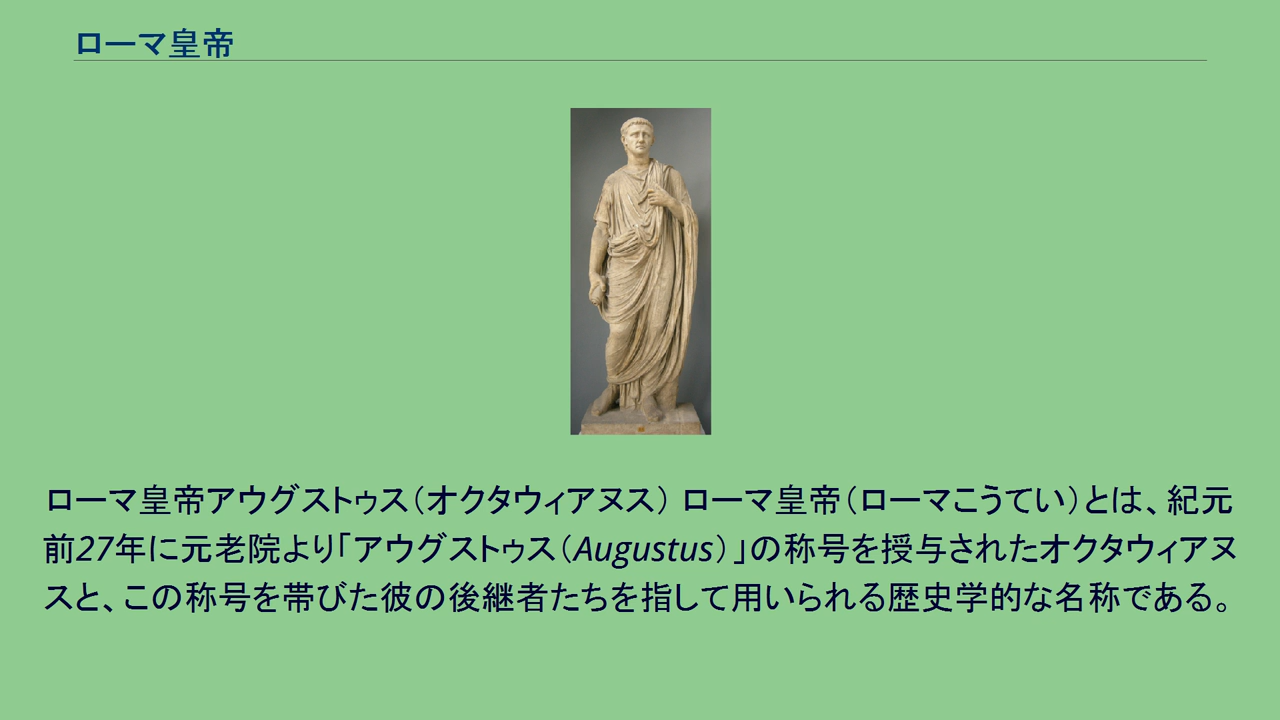 ローマ皇帝
ローマ皇帝アウグストゥス（オクタウィアヌス） ローマ皇帝（ローマこうてい）とは、紀元
前27年に元老院より「アウグストゥス（Augustus）」の称号を授与されたオクタウィアヌ
スと、この称号を帯びた彼の後継者たちを指して用いられる歴史学的な名称である。